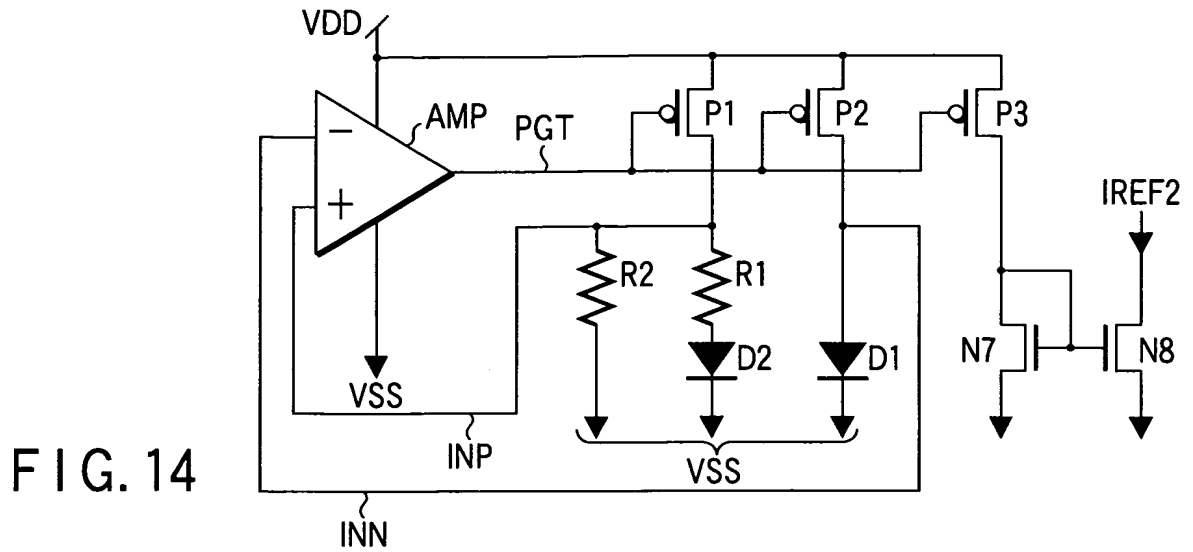 VDD
AMP
PGT
P1
P2
P3
−
+
IREF2
R2
R1
D2
D1
N7
N8
VSS
INP
VSS
INN
FIG. 14